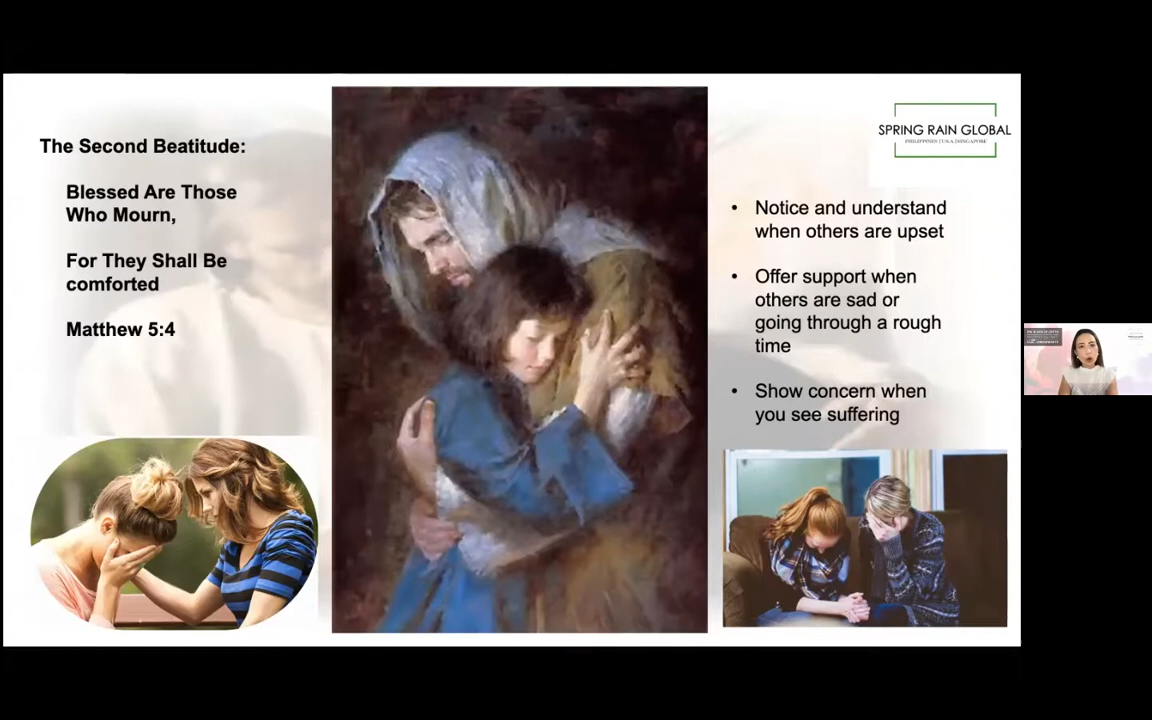 The Second Beatitude:
Blessed Are Those
Who Mourn,
For They Shall Be
comforted
Matthew 5:4
SPRING RAIN GLOBAL
PHILIPPINES | USA | SINGAPORE
• Notice and understand
when others are upset
• Offer support when
others are sad or
going through a rough
time
• Show concern when
you see suffering